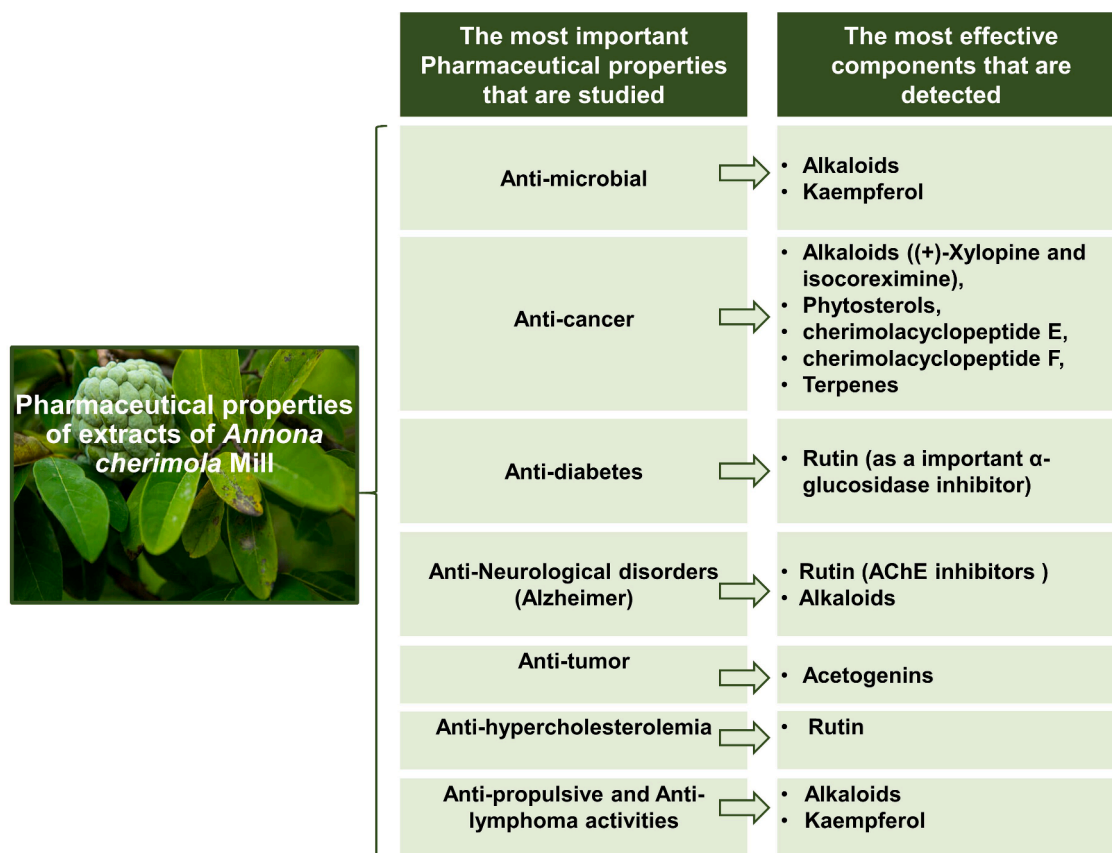 The most important
Pharmaceutical properties
that are studied
The most effective
components that are
detected
Pharmaceutical properties
of extracts of Annona
cherimola Mill
Anti-microbial
• Alkaloids
• Kaempferol
Anti-cancer
• Alkaloids ((+)-Xylopine and
isocoreximine),
• Phytosterols,
• cherimolacyclopeptide E,
• cherimolacyclopeptide F,
• Terpenes
Anti-diabetes
• Rutin (as a important α-
glucosidase inhibitor)
Anti-Neurological disorders
(Alzheimer)
• Rutin (AChE inhibitors )
• Alkaloids
Anti-tumor
• Acetogenins
Anti-hypercholesterolemia
• Rutin
Anti-propulsive and Anti-
lymphoma activities
• Alkaloids
• Kaempferol